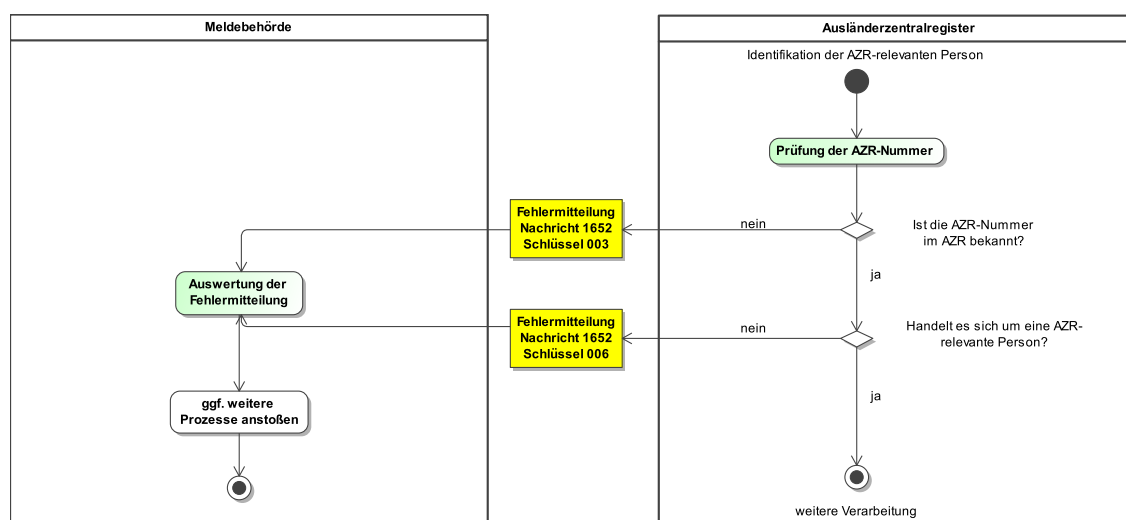 Meldebehörde
Ausländerzentralregister
Identifikation der AZR-relevanten Person
Prüfung der AZR-Nummer
Fehlermitteilung
Nachricht 1652
Schlüssel 003
nein
Ist die AZR-Nummer
im AZR bekannt?
Auswertung der
Fehlermitteilung
ja
Fehlermitteilung
Nachricht 1652
Schlüssel 006
nein
Handelt es sich um eine AZR-
relevante Person?
ggf. weitere
Prozesse anstoßen
ja
weitere Verarbeitung